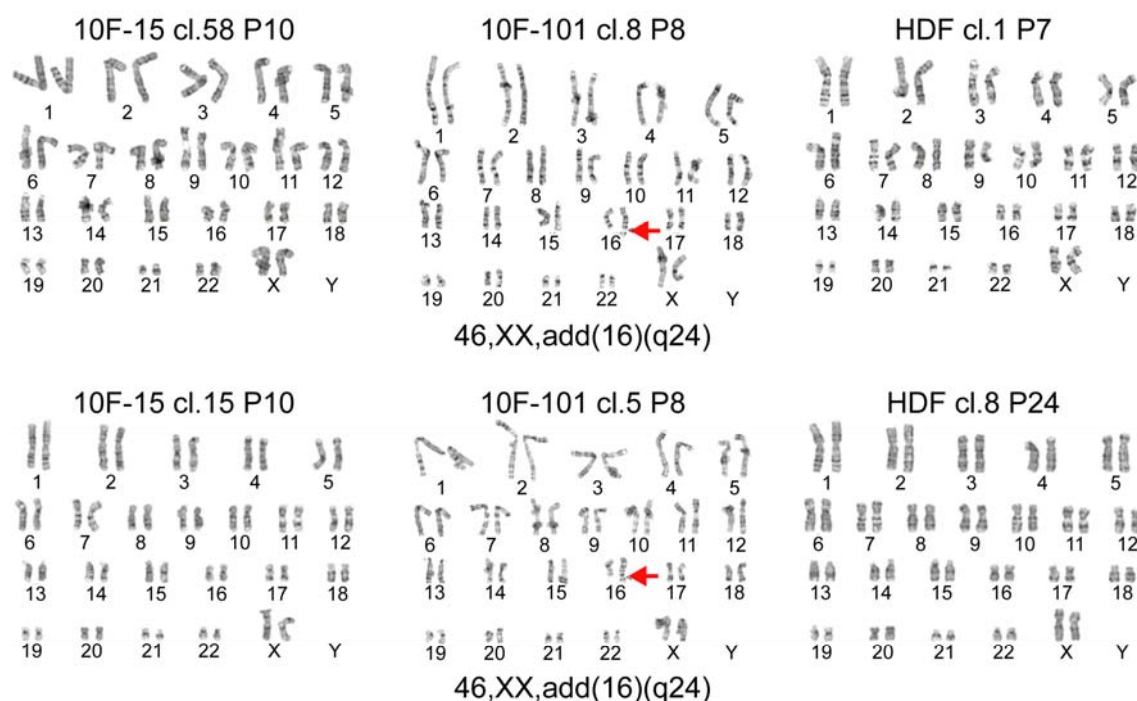 10F-15 cl.58 P10
1 2 3 4 5
6 7 8 9 10 11 12
13 14 15 16 17 18
19 20 21 22 X Y
10F-101 cl.8 P8
1 2 3 4 5
6 7 8 9 10 11 12
13 14 15 16 17 18
19 20 21 22 X Y
46,XX,add(16)(q24)
HDF cl.1 P7
1 2 3 4 5
6 7 8 9 10 11 12
13 14 15 16 17 18
19 20 21 22 X Y
10F-15 cl.15 P10
1 2 3 4 5
6 7 8 9 10 11 12
13 14 15 16 17 18
19 20 21 22 X Y
10F-101 cl.5 P8
1 2 3 4 5
6 7 8 9 10 11 12
13 14 15 16 17 18
19 20 21 22 X Y
46,XX,add(16)(q24)
HDF cl.8 P24
1 2 3 4 5
6 7 8 9 10 11 12
13 14 15 16 17 18
19 20 21 22 X Y